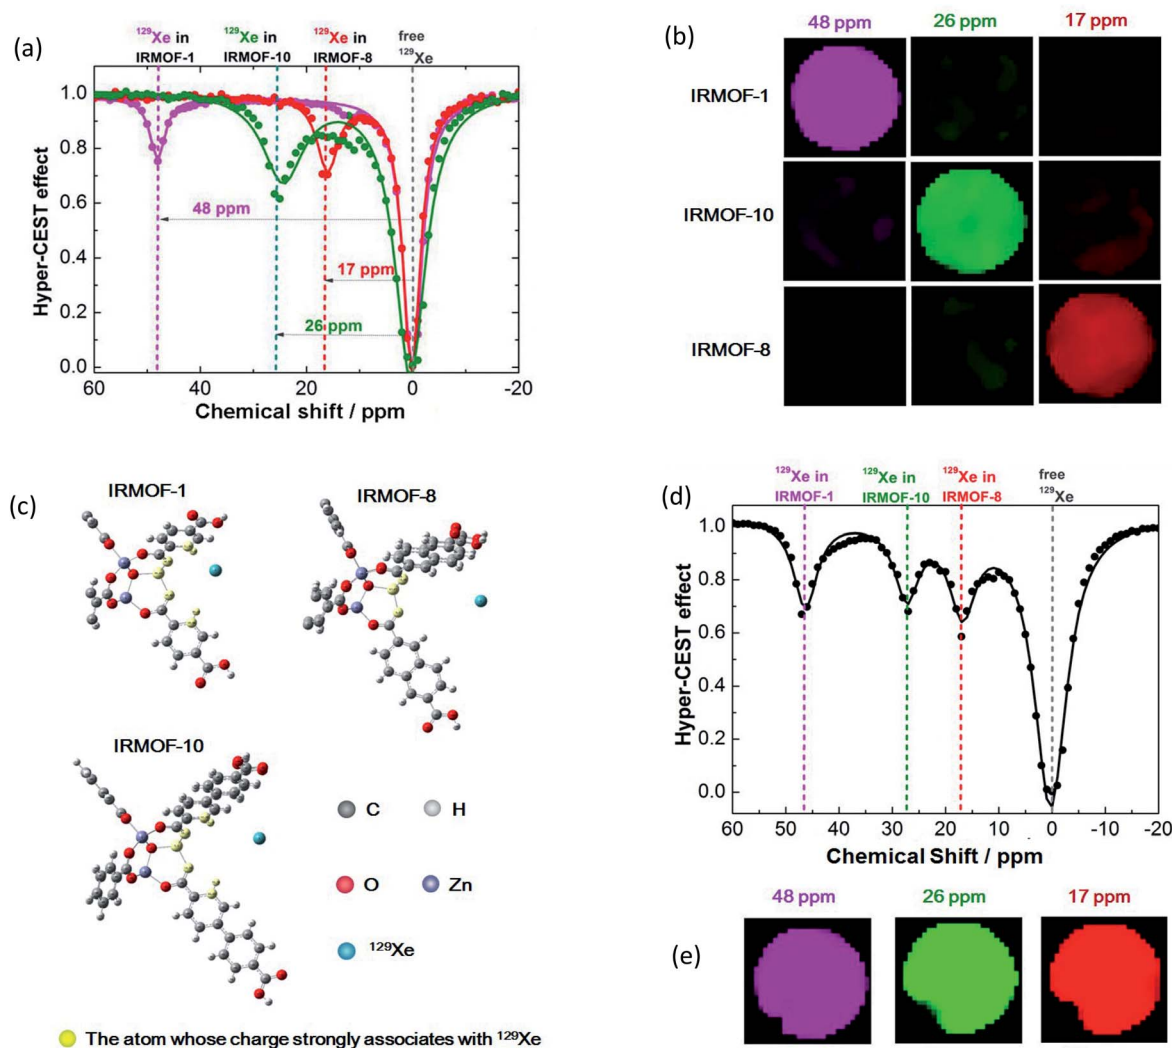 (a)
¹²⁹Xe in
IRMOF-1
¹²⁹Xe in
IRMOF-10
¹²⁹Xe in
IRMOF-8
free
¹²⁹Xe
Hyper-CEST effect
1.0
0.8
0.6
0.4
0.2
0.0
48 ppm
17 ppm
26 ppm
60 40 20 0 -20
Chemical shift / ppm
(b)
48 ppm 26 ppm 17 ppm
IRMOF-1
IRMOF-10
IRMOF-8
(c)
IRMOF-1
IRMOF-8
IRMOF-10
C H
O Zn
¹²⁹Xe
The atom whose charge strongly associates with ¹²⁹Xe
(d)
¹²⁹Xe in
IRMOF-1
¹²⁹Xe in
IRMOF-10
¹²⁹Xe in
IRMOF-8
free
¹²⁹Xe
Hyper-CEST effect
1.0
0.8
0.6
0.4
0.2
0.0
60 50 40 30 20 10 0 -10 -20
Chemical Shift / ppm
(e)
48 ppm 26 ppm 17 ppm